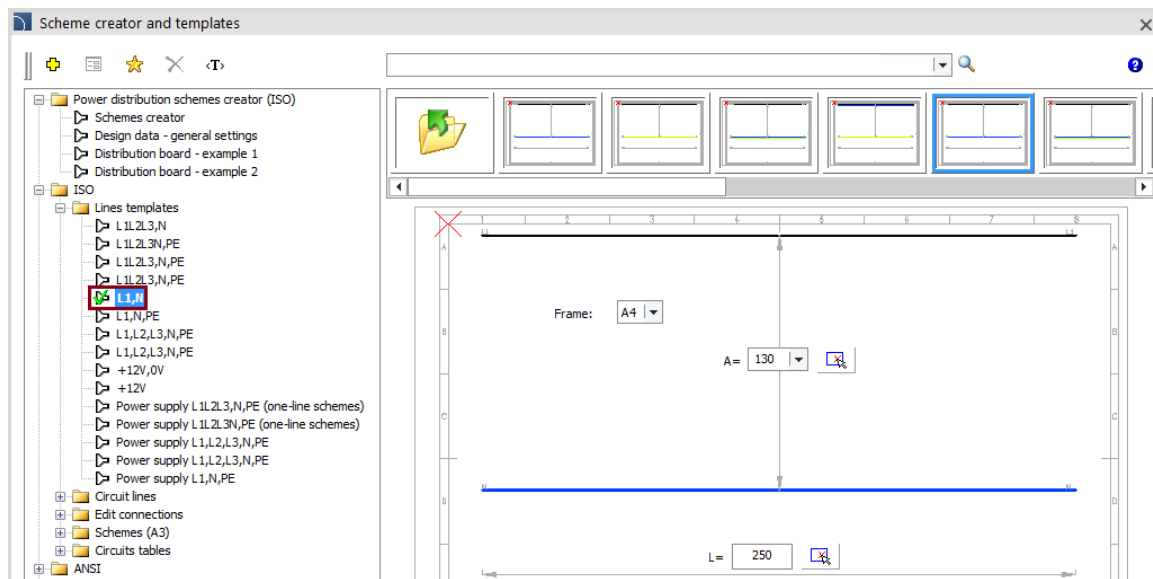 Scheme creator and templates
<T>
Power distribution schemes creator (ISO)
Schemes creator
Design data - general settings
Distribution board - example 1
Distribution board - example 2
ISO
Lines templates
L1L2L3,N
L1L2L3N,PE
L1L2L3,N,PE
L1L2L3,N,PE
L1,N
L1,N,PE
L1,L2,L3,N,PE
L1,L2,L3,N,PE
+12V,0V
+12V
Power supply L1L2L3,N,PE (one-line schemes)
Power supply L1L2L3N,PE (one-line schemes)
Power supply L1,L2,L3,N,PE
Power supply L1,L2,L3,N,PE
Power supply L1,N,PE
Circuit lines
Edit connections
Schemes (A3)
Circuits tables
ANSI
1 2 3 4 5 6 7 8
L1 L1
A A
Frame: A4
B B
A= 130
C C
N N
D D
L= 250